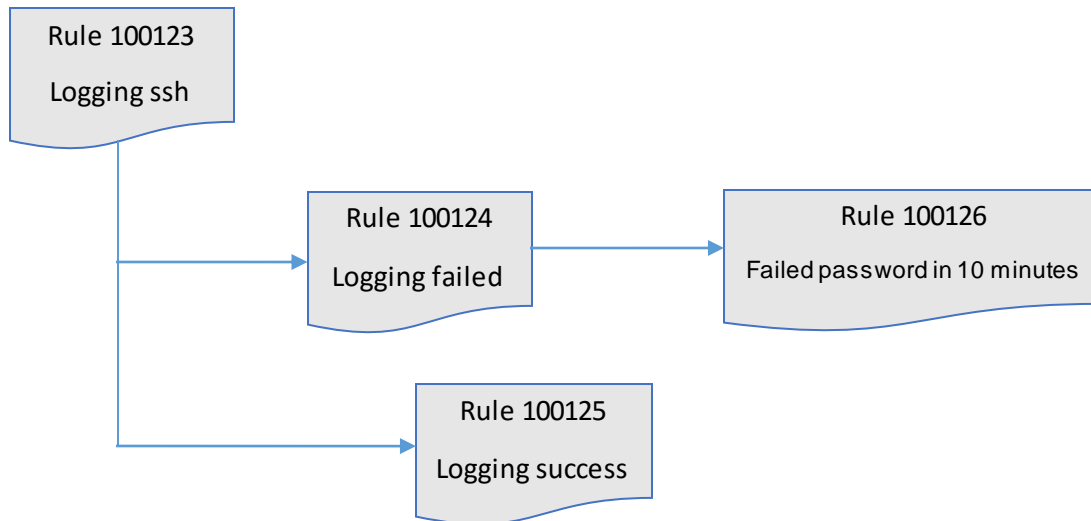 Rule 100123
Logging ssh
Rule 100124
Logging failed
Rule 100126
Failed password in 10 minutes
Rule 100125
Logging success